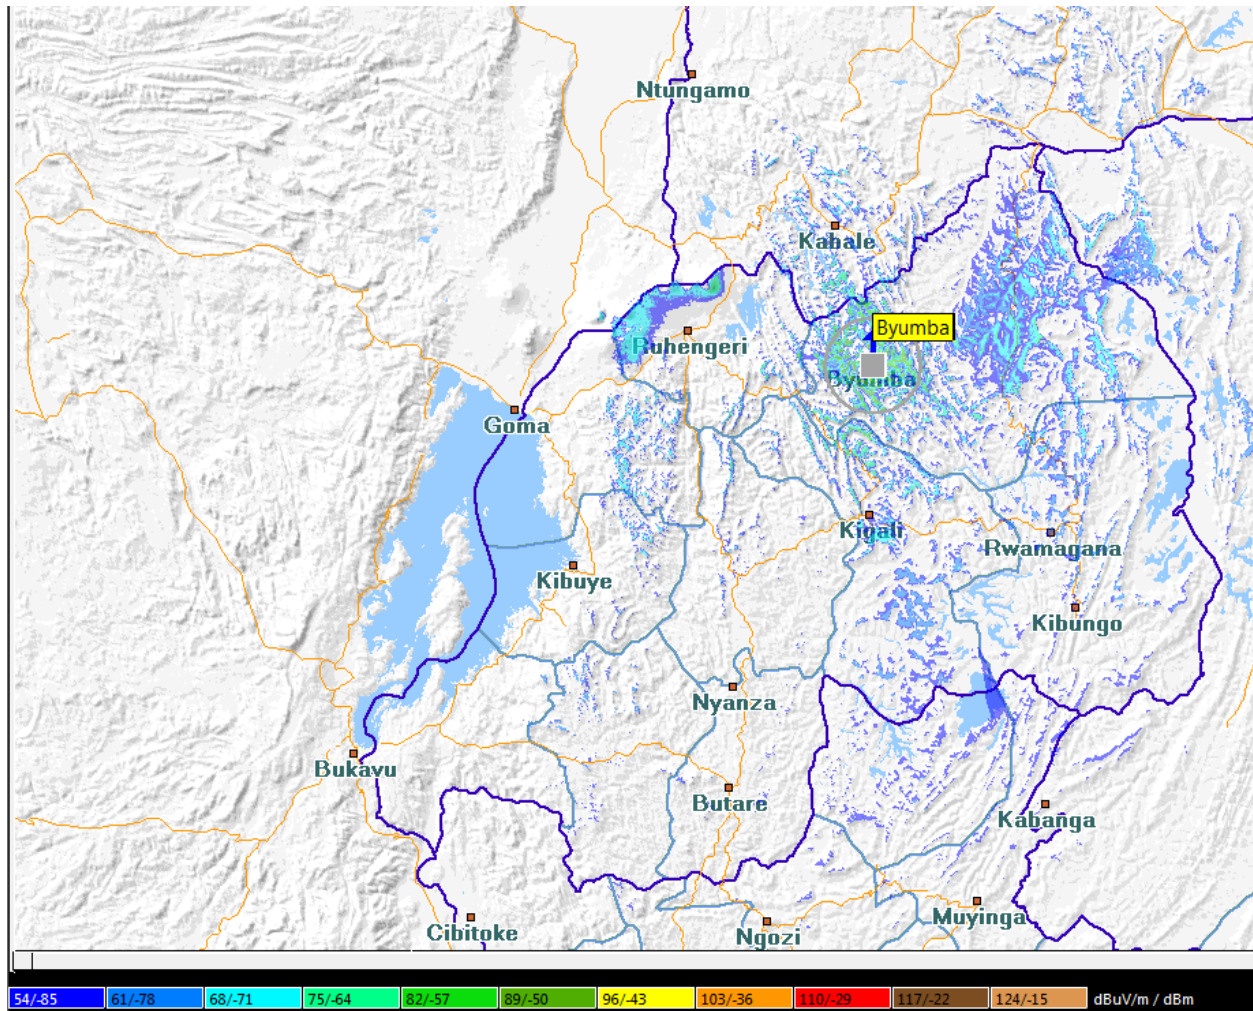 Ntungamo
Kabale
Byumba
Ruhengeri
Byumba
Goma
Kigali
Rwamagana
Kibuye
Kibungo
Nyanza
Bukavu
Butare
Kabanga
Muyinga
Cibitoke
Ngozi
54/-85 61/-78 68/-71 75/-64 82/-57 89/-50 96/-43 103/-36 110/-29 117/-22 124/-15 dBuV/m / dBm